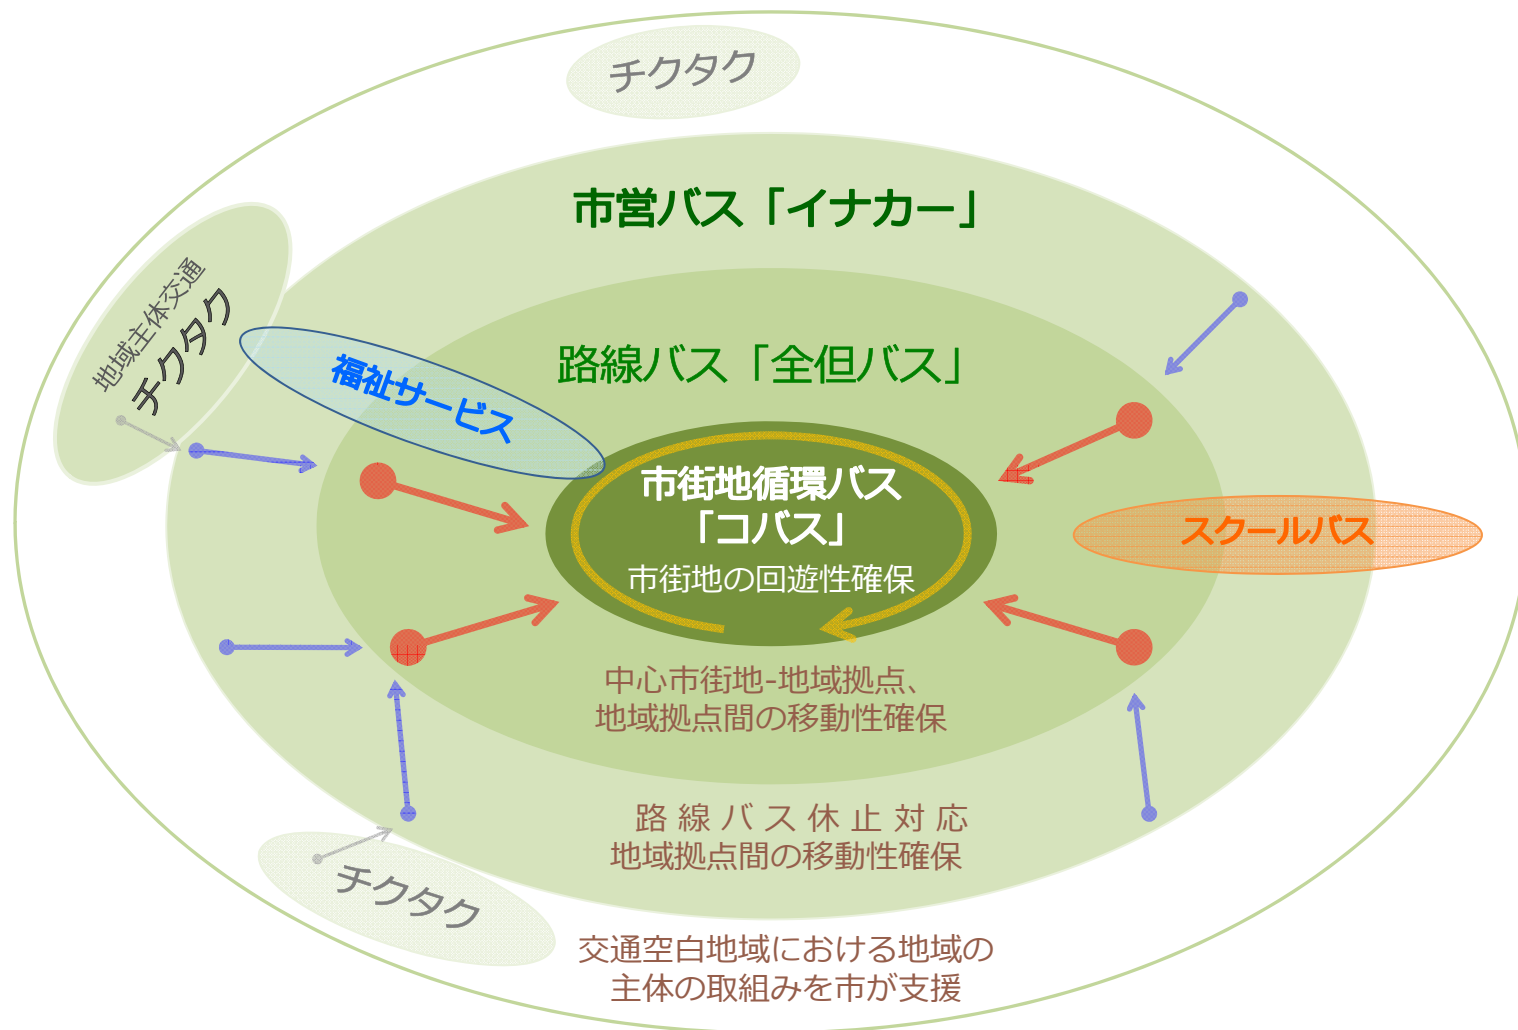 チクタク
市営バス「イナカー」
地域主体交通
チクタク
福祉サービス
路線バス「全但バス」
市街地循環バス
「コバス」
市街地の回遊性確保
スクールバス
中心市街地-地域拠点、
地域拠点間の移動性確保
路線バス休止対応
地域拠点間の移動性確保
チクタク
交通空白地域における地域の
主体の取組みを市が支援